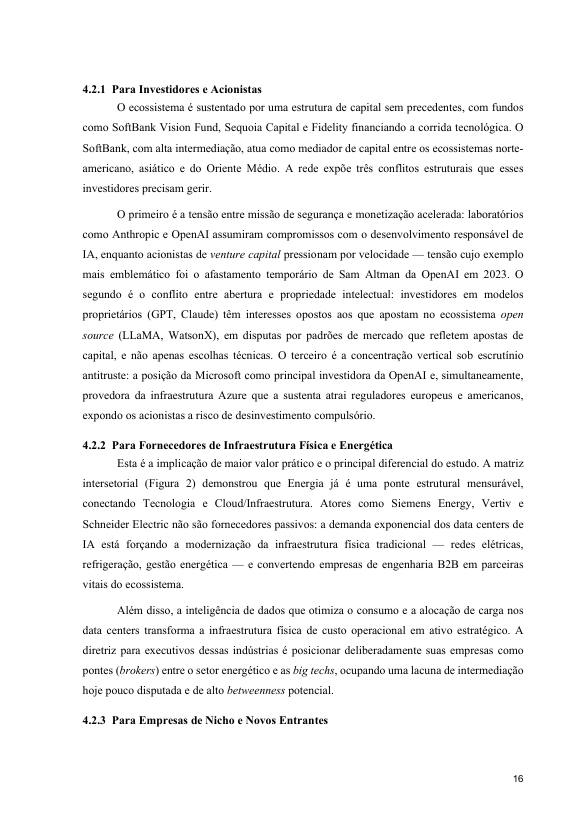 4.2.1 Para Investidores e Acionistas
O ecossistema é sustentado por uma estrutura de capital sem precedentes, com fundos
como SoftBank Vision Fund, Sequoia Capital e Fidelity financiando a corrida tecnológica. O
SoftBank, com alta intermediação, atua como mediador de capital entre os ecossistemas norte-
americano, asiático e do Oriente Médio. A rede expõe três conflitos estruturais que esses
investidores precisam gerir.
O primeiro é a tensão entre missão de segurança e monetização acelerada: laboratórios
como Anthropic e OpenAI assumiram compromissos com o desenvolvimento responsável de
IA, enquanto acionistas de venture capital pressionam por velocidade — tensão cujo exemplo
mais emblemático foi o afastamento temporário de Sam Altman da OpenAI em 2023. O
segundo é o conflito entre abertura e propriedade intelectual: investidores em modelos
proprietários (GPT, Claude) têm interesses opostos aos que apostam no ecossistema open
source (LLaMA, WatsonX), em disputas por padrões de mercado que refletem apostas de
capital, e não apenas escolhas técnicas. O terceiro é a concentração vertical sob escrutínio
antitruste: a posição da Microsoft como principal investidora da OpenAI e, simultaneamente,
provedora da infraestrutura Azure que a sustenta atrai reguladores europeus e americanos,
expondo os acionistas a risco de desinvestimento compulsório.
4.2.2 Para Fornecedores de Infraestrutura Física e Energética
Esta é a implicação de maior valor prático e o principal diferencial do estudo. A matriz
intersetorial (Figura 2) demonstrou que Energia já é uma ponte estrutural mensurável,
conectando Tecnologia e Cloud/Infraestrutura. Atores como Siemens Energy, Vertiv e
Schneider Electric não são fornecedores passivos: a demanda exponencial dos data centers de
IA está forçando a modernização da infraestrutura física tradicional — redes elétricas,
refrigeração, gestão energética — e convertendo empresas de engenharia B2B em parceiras
vitais do ecossistema.
Além disso, a inteligência de dados que otimiza o consumo e a alocação de carga nos
data centers transforma a infraestrutura física de custo operacional em ativo estratégico. A
diretriz para executivos dessas indústrias é posicionar deliberadamente suas empresas como
pontes (brokers) entre o setor energético e as big techs, ocupando uma lacuna de intermediação
hoje pouco disputada e de alto betweenness potencial.
4.2.3 Para Empresas de Nicho e Novos Entrantes
16